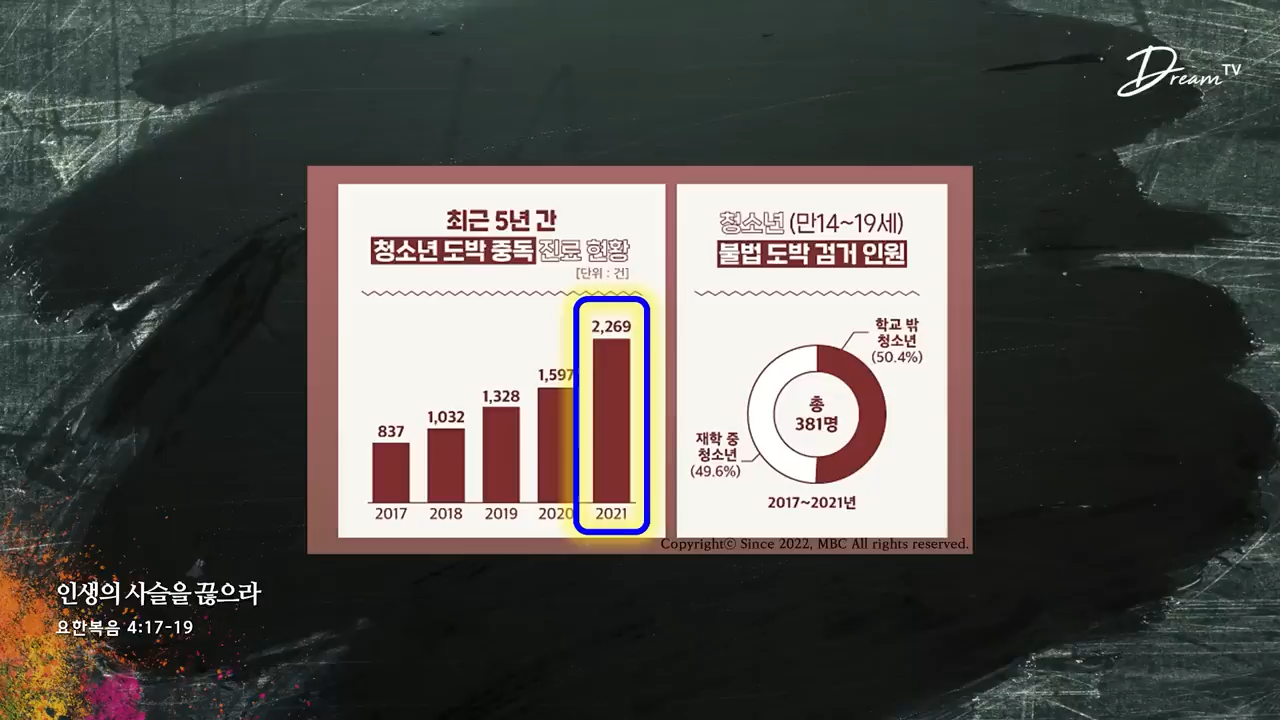 Dream TV
최근 5년 간
청소년 도박 중독 진료 현황
[단위 : 건]
837
1,032
1,328
1,597
2,269
2017
2018
2019
2020
2021
청소년 (만14~19세)
불법 도박 검거 인원
학교 밖
청소년
(50.4%)
총
381명
재학 중
청소년
(49.6%)
2017~2021년
Copyrightⓒ Since 2022, MBC All rights reserved.
인생의 사슬을 끊으라
요한복음 4:17-19